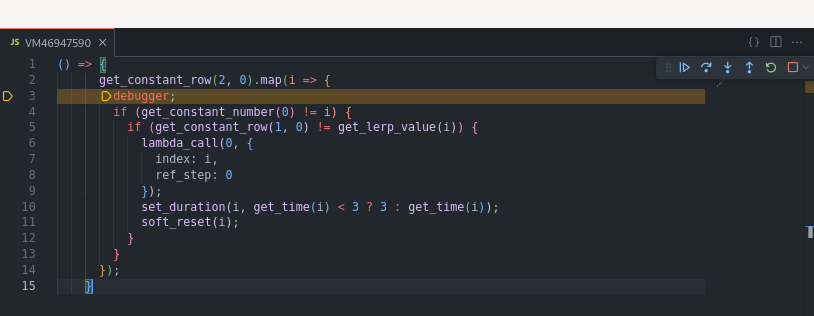 JS VM46947590 × {} ···
1 () => {
2 get_constant_row(2, 0).map(i => {
3 debugger;
4 if (get_constant_number(0) != i) {
5 if (get_constant_row(1, 0) != get_lerp_value(i)) {
6 lambda_call(0, {
7 index: i,
8 ref_step: 0
9 });
10 set_duration(i, get_time(i) < 3 ? 3 : get_time(i));
11 soft_reset(i);
12 }
13 }
14 });
15 }